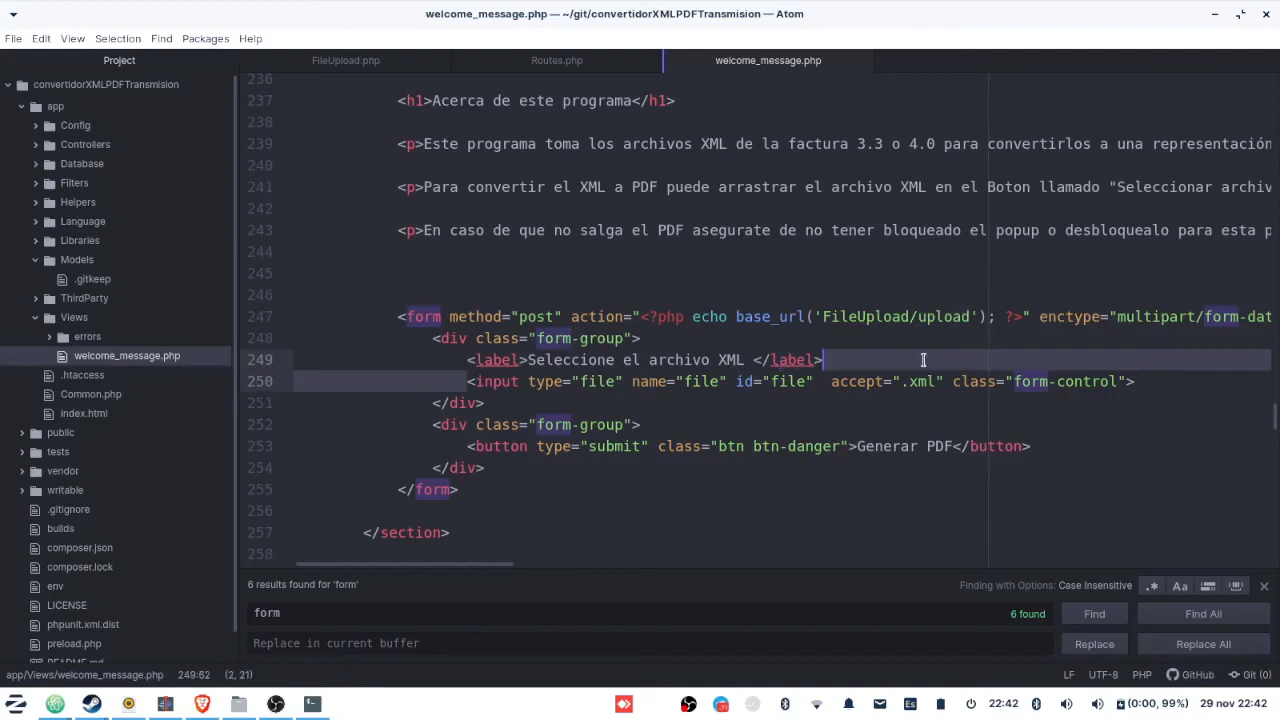 welcome_message.php — ~/git/convertidorXMLPDFTransmision — Atom
File Edit View Selection Find Packages Help
Project
FileUpload.php Routes.php welcome_message.php
convertidorXMLPDFTransmision
app
Config
Controllers
Database
Filters
Helpers
Language
Libraries
Models
.gitkeep
ThirdParty
Views
errors
welcome_message.php
.htaccess
Common.php
index.html
public
tests
vendor
writable
.gitignore
builds
composer.json
composer.lock
env
LICENSE
phpunit.xml.dist
preload.php
README.md
236
237 <h1>Acerca de este programa</h1>
238
239 <p>Este programa toma los archivos XML de la factura 3.3 o 4.0 para convertirlos a una representación
240
241 <p>Para convertir el XML a PDF puede arrastrar el archivo XML en el Boton llamado "Seleccionar archiv
242
243 <p>En caso de que no salga el PDF asegurate de no tener bloqueado el popup o desbloquealo para esta p
244
245
246
247 <form method="post" action="<?php echo base_url('FileUpload/upload'); ?>" enctype="multipart/form-dat
248 <div class="form-group">
249 <label>Seleccione el archivo XML </label>
250 <input type="file" name="file" id="file"  accept=".xml" class="form-control">
251 </div>
252 <div class="form-group">
253 <button type="submit" class="btn btn-danger">Generar PDF</button>
254 </div>
255 </form>
256
257 </section>
258
6 results found for 'form'
Finding with Options: Case Insensitive
.* Aa
form
6 found
Find
Find All
Replace in current buffer
Replace
Replace All
app/Views/welcome_message.php 249:62 (2, 21)
LF UTF-8 PHP GitHub Git (0)
Es 22:42 (0:00, 99%) 29 nov 22:42